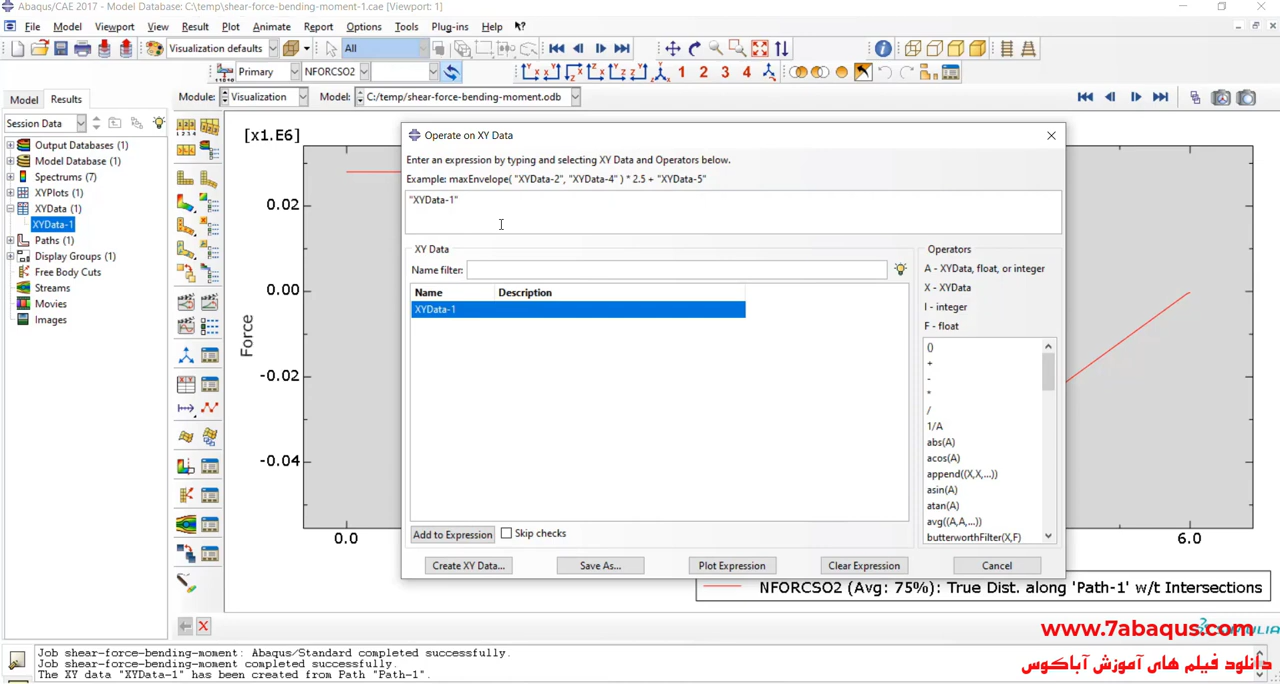 Abaqus/CAE 2017 - Model Database: C:\temp\shear-force-bending-moment-1.cae [Viewport: 1]
File Model Viewport View Result Plot Animate Report Options Tools Plug-ins Help
Visualization defaults All
Primary NFORCSO2 1 2 3 4
Model Results Module: Visualization Model: C:/temp/shear-force-bending-moment.odb
Session Data
Output Databases (1)
Model Database (1)
Spectrums (7)
XYPlots (1)
XYData (1)
XYData-1
Paths (1)
Display Groups (1)
Free Body Cuts
Streams
Movies
Images
[x1.E6]
0.02
0.00
-0.02
-0.04
Force
0.0
6.0
Operate on XY Data
Enter an expression by typing and selecting XY Data and Operators below.
Example: maxEnvelope( "XYData-2", "XYData-4" ) * 2.5 + "XYData-5"
"XYData-1"
XY Data
Name filter:
Name Description
XYData-1
Operators
A - XYData, float, or integer
X - XYData
I - integer
F - float
()
+
-
*
/
1/A
abs(A)
acos(A)
append((X,X,...))
asin(A)
atan(A)
avg((A,A,...))
butterworthFilter(X,F)
Add to Expression Skip checks
Create XY Data... Save As... Plot Expression Clear Expression Cancel
NFORCSO2 (Avg: 75%): True Dist. along 'Path-1' w/t Intersections
www.7abaqus.com
دانلود فیلم های آموزش آباکوس
Job shear-force-bending-moment: Abaqus/Standard completed successfully.
Job shear-force-bending-moment completed successfully.
The XY data "XYData-1" has been created from Path "Path-1".